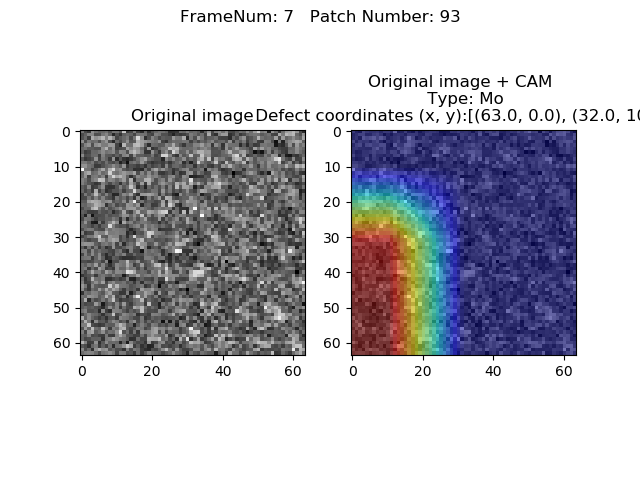 FrameNum: 7   Patch Number: 93
Original image + CAM
Type: Mo
Original image
Defect coordinates (x, y):[(63.0, 0.0), (32.0, 10
0
10
20
30
40
50
60
0 20 40 60
0
10
20
30
40
50
60
0 20 40 60